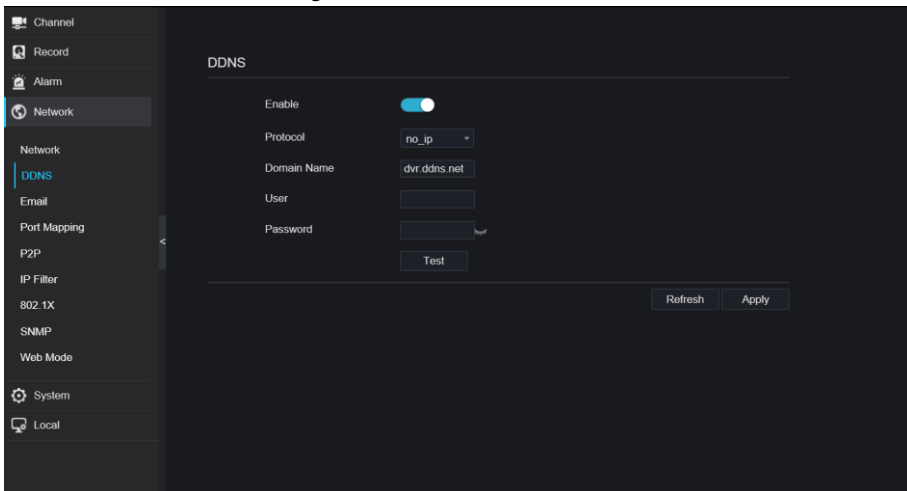 Channel
Record
Alarm
Network
Network
DDNS
Email
Port Mapping
P2P
IP Filter
802.1X
SNMP
Web Mode
System
Local
<
DDNS
Enable
Protocol no_ip
Domain Name dvr.ddns.net
User
Password
Test
Refresh Apply